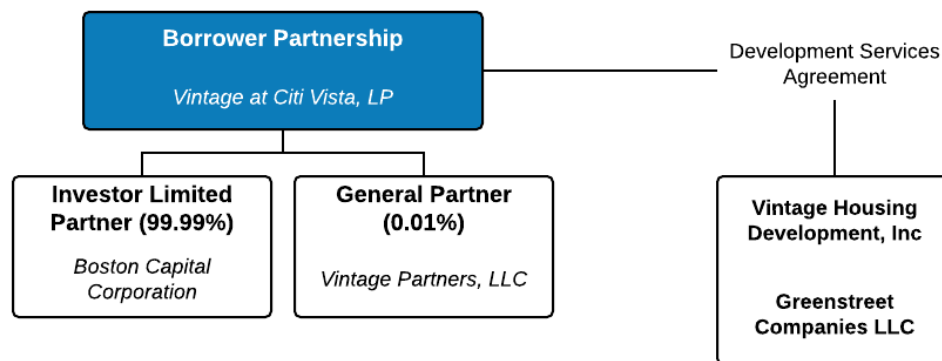 Borrower Partnership
Vintage at Citi Vista, LP
Development Services
Agreement
Investor Limited
Partner (99.99%)
Boston Capital
Corporation
General Partner
(0.01%)
Vintage Partners, LLC
Vintage Housing
Development, Inc
Greenstreet
Companies LLC